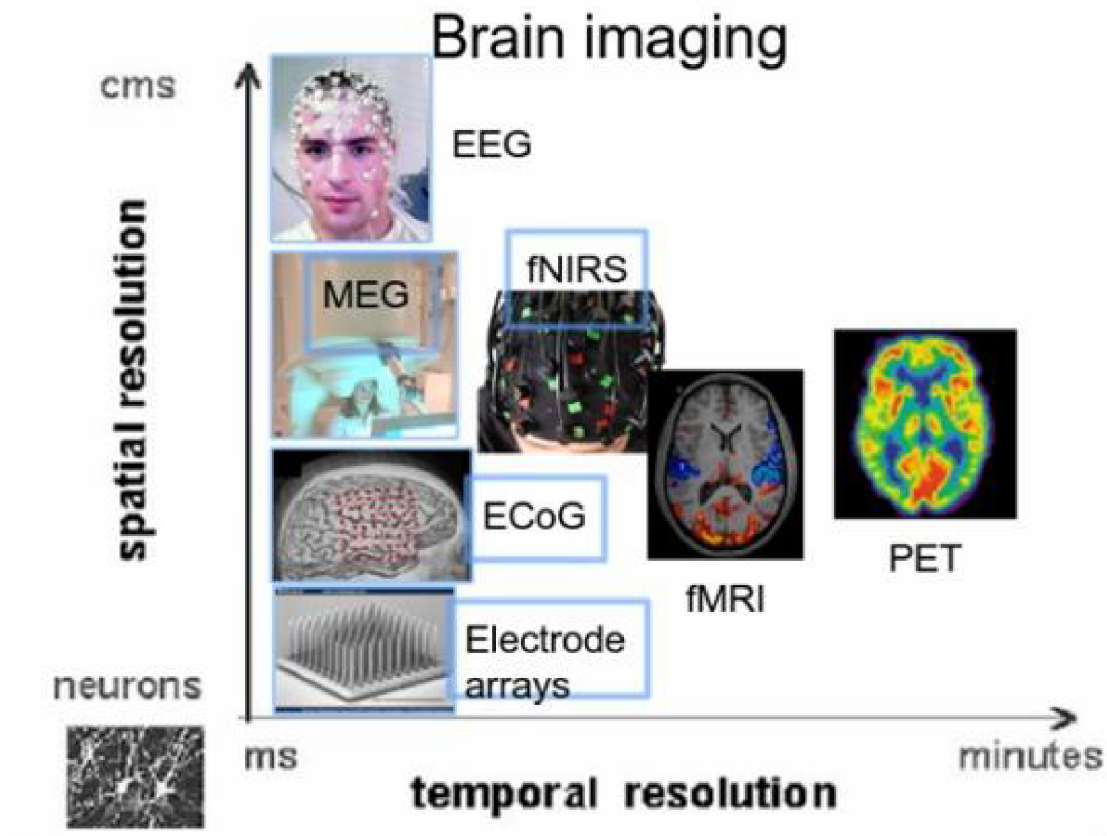 Brain imaging
cms
EEG
fNIRS
MEG
spatial resolution
ECoG
PET
fMRI
Electrode
arrays
neurons
ms
minutes
temporal resolution